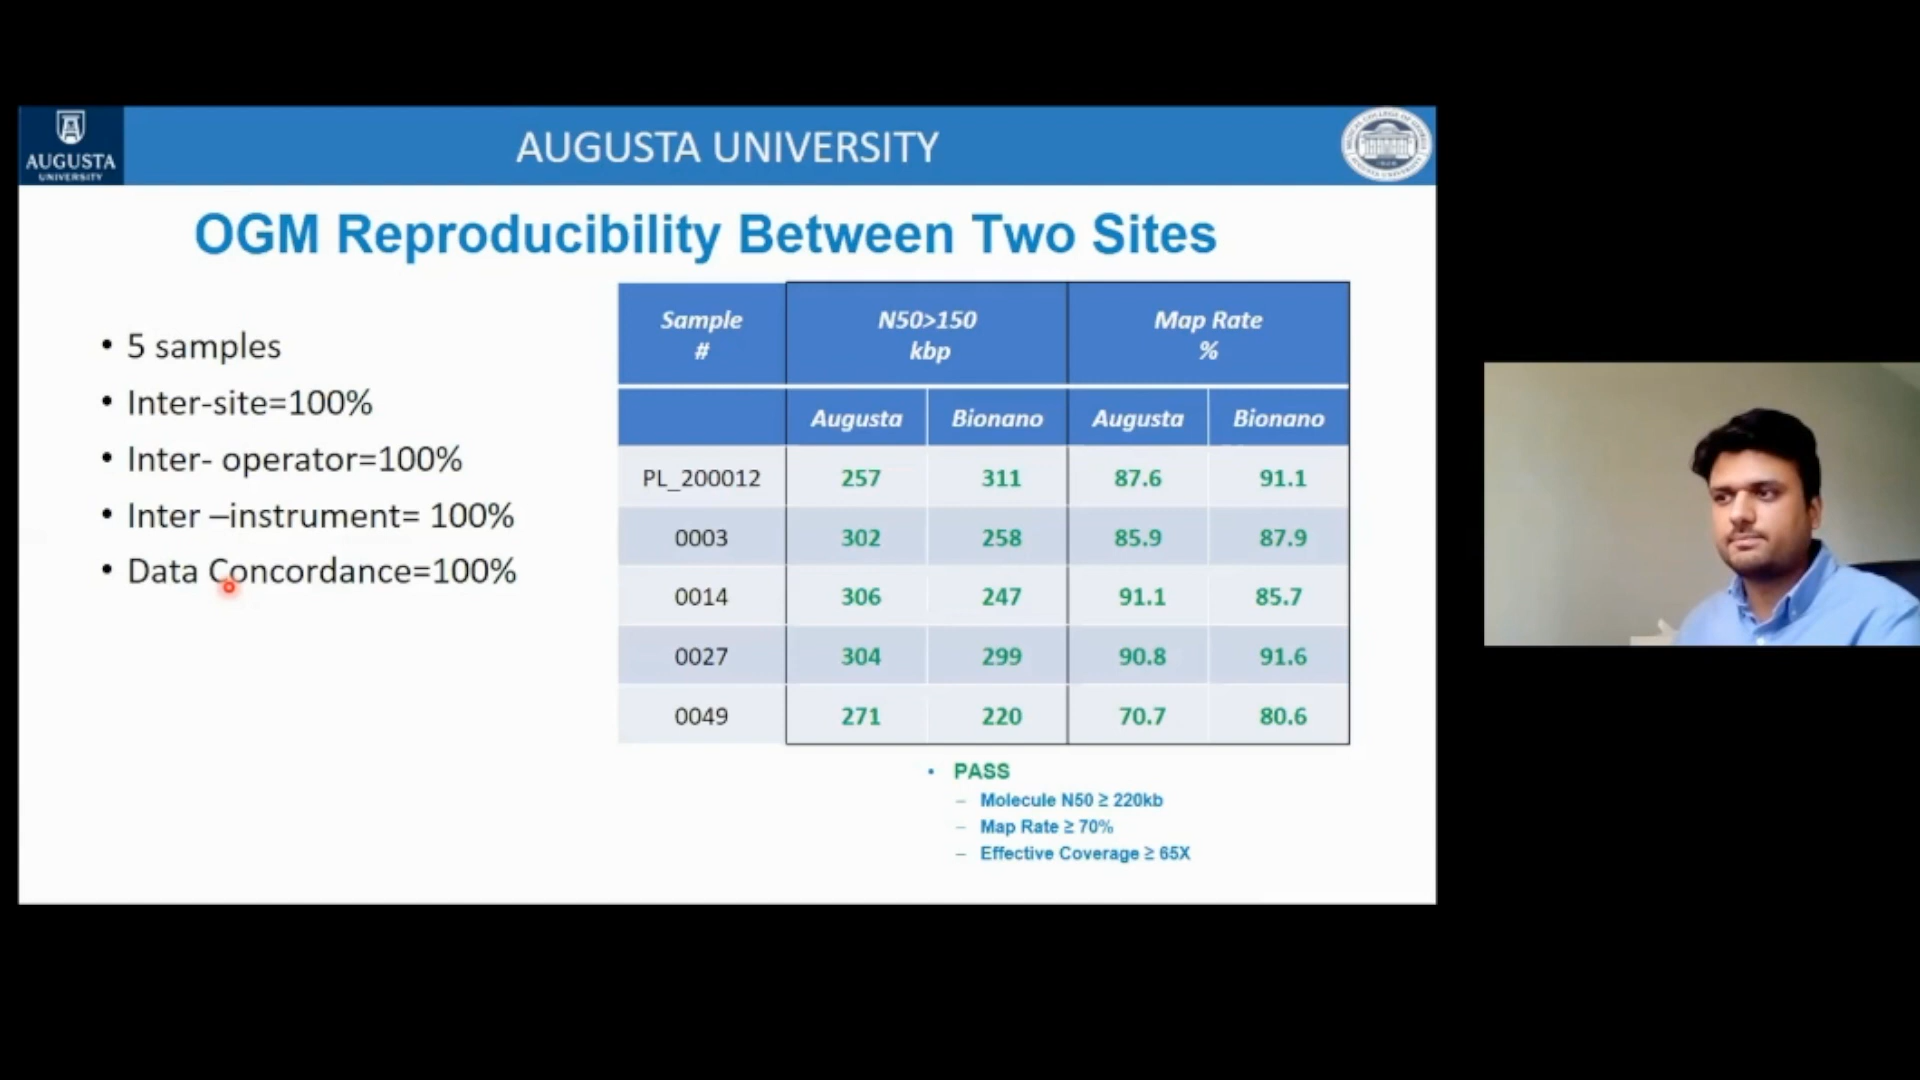 AUGUSTA
UNIVERSITY
AUGUSTA UNIVERSITY
OGM Reproducibility Between Two Sites
• 5 samples
• Inter-site=100%
• Inter- operator=100%
• Inter –instrument= 100%
• Data Concordance=100%
Sample # N50>150 kbp Map Rate %
Augusta Bionano Augusta Bionano
PL_200012 257 311 87.6 91.1
0003 302 258 85.9 87.9
0014 306 247 91.1 85.7
0027 304 299 90.8 91.6
0049 271 220 70.7 80.6
• PASS
– Molecule N50 ≥ 220kb
– Map Rate ≥ 70%
– Effective Coverage ≥ 65X